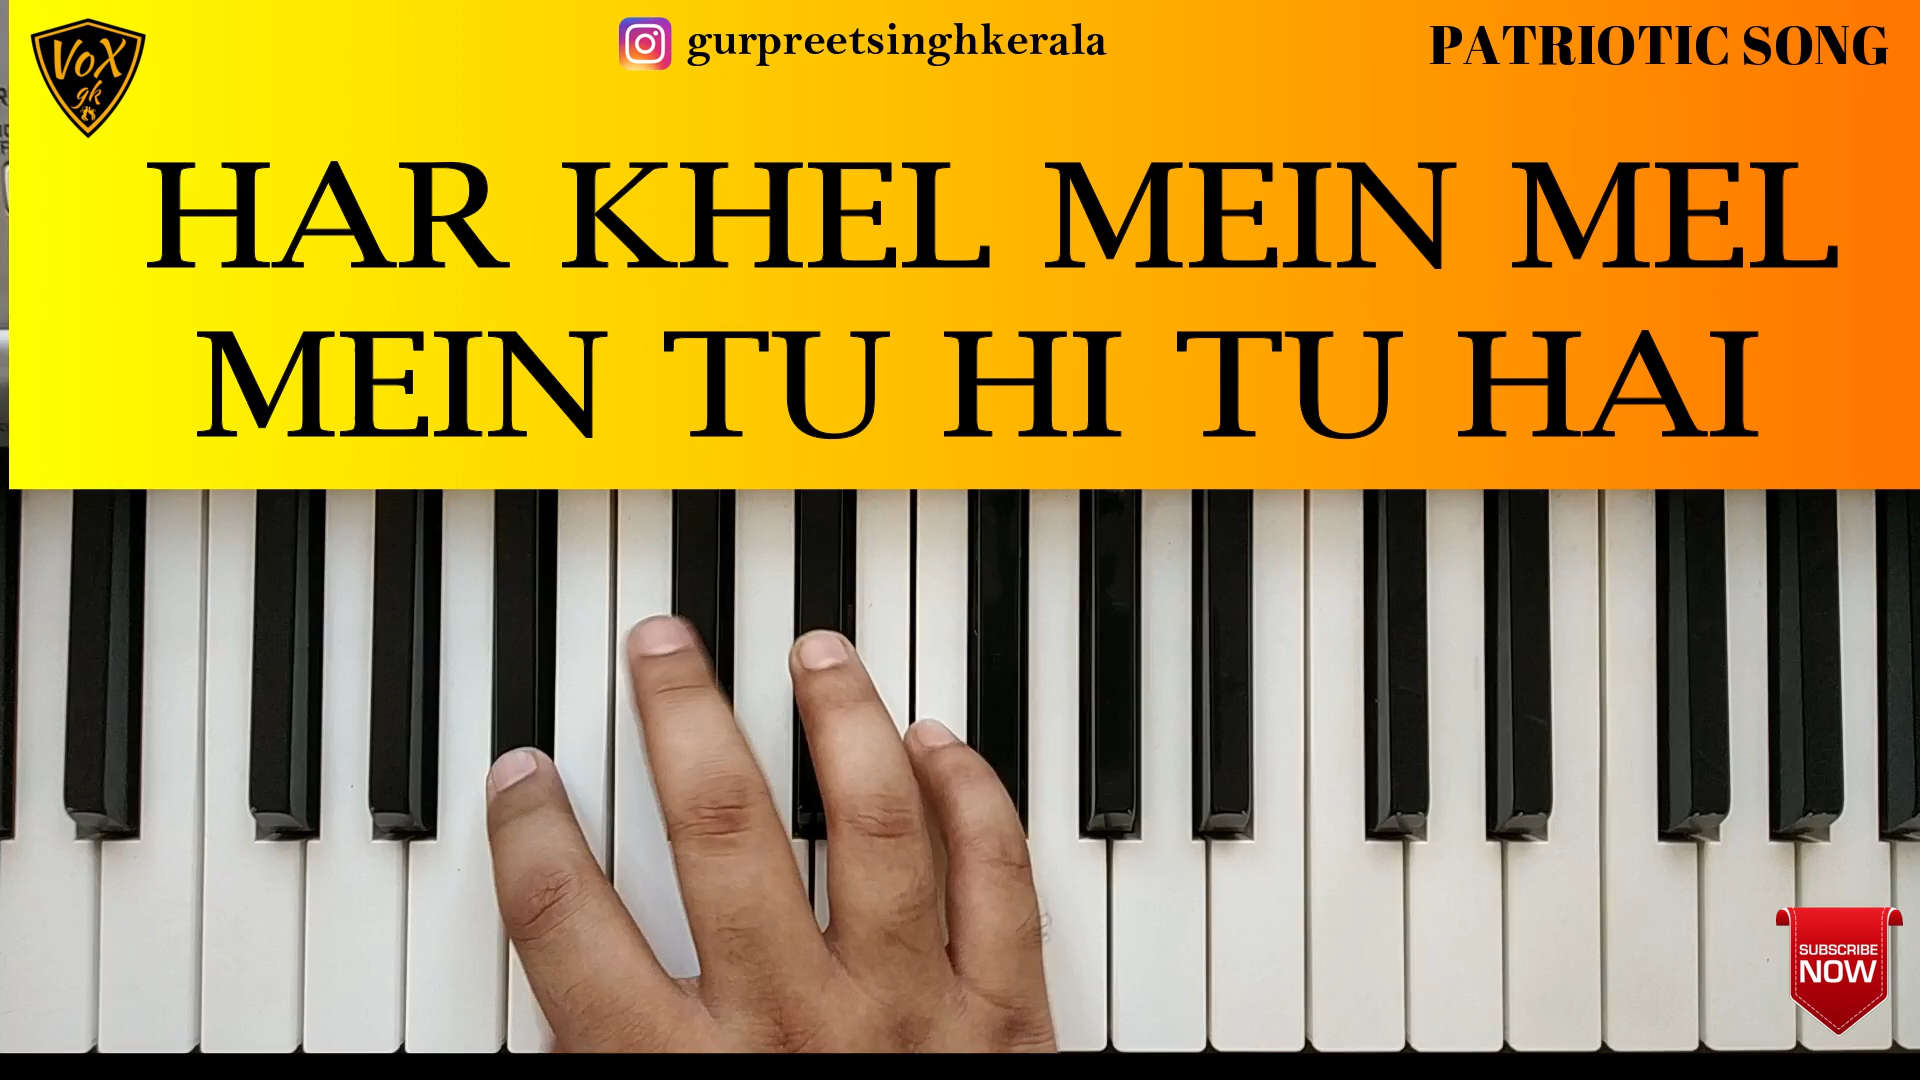 VoX
gk
gurpreetsinghkerala
PATRIOTIC SONG
HAR KHEL MEIN MEL
MEIN TU HI TU HAI
SUBSCRIBE
NOW